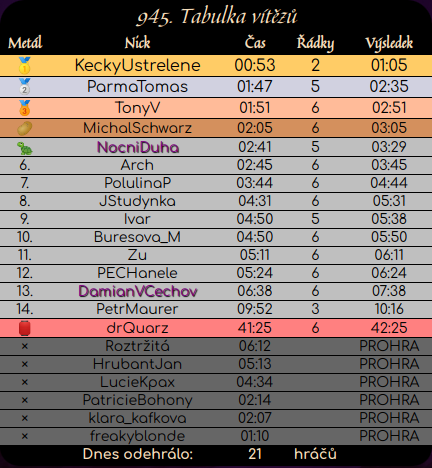 945. Tabulka vítězů
Metál Nick Čas Řádky Výsledek
1 KeckyUstrelene 00:53 2 01:05
2 ParmaTomas 01:47 5 02:35
3 TonyV 01:51 6 02:51
MichalSchwarz 02:05 6 03:05
NocniDuha 02:41 5 03:29
6. Arch 02:45 6 03:45
7. PolulinaP 03:44 6 04:44
8. JStudynka 04:31 6 05:31
9. Ivar 04:50 5 05:38
10. Buresova_M 04:50 6 05:50
11. Zu 05:11 6 06:11
12. PECHanele 05:24 6 06:24
13. DamianVCechov 06:38 6 07:38
14. PetrMaurer 09:52 3 10:16
drQuarz 41:25 6 42:25
× Roztržitá 06:12 PROHRA
× HrubantJan 05:13 PROHRA
× LucieKpax 04:34 PROHRA
× PatricieBohony 02:14 PROHRA
× klara_kafkova 02:07 PROHRA
× freakyblonde 01:10 PROHRA
Dnes odehrálo: 21 hráčů